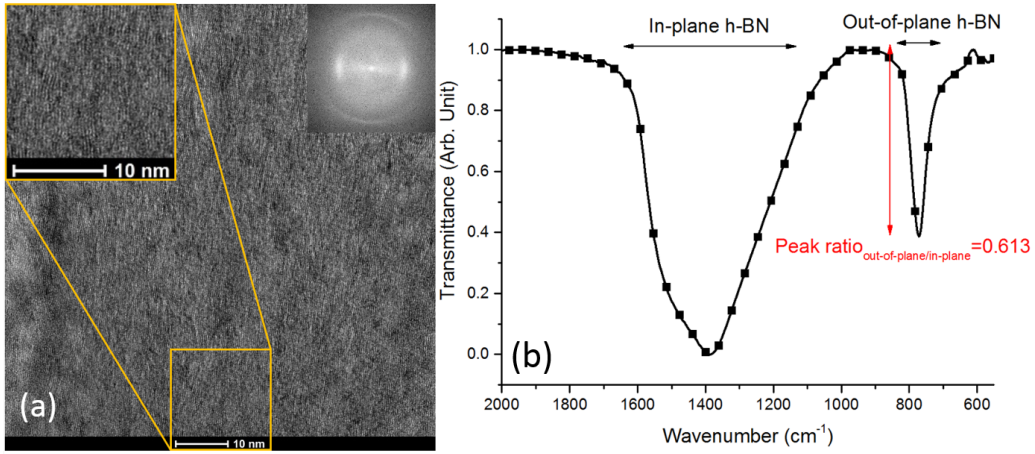 10 nm
(a)
10 nm
In-plane h-BN
Out-of-plane h-BN
1.0
0.8
0.6
0.4
0.2
0.0
Transmittance (Arb. Unit)
Peak ratio out-of-plane/in-plane=0.613
(b)
2000 1800 1600 1400 1200 1000 800 600
Wavenumber (cm⁻¹)